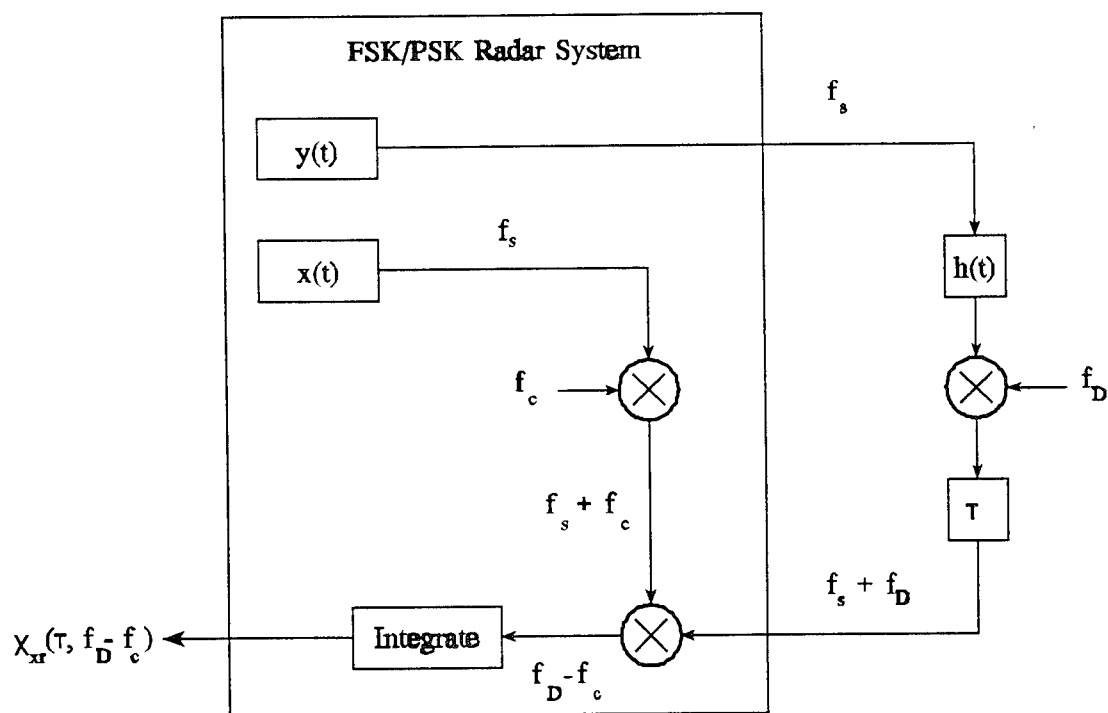 FSK/PSK Radar System
f_s
y(t)
f_s
x(t)
h(t)
f_c
f_D
τ
f_s + f_c
f_s + f_D
Integrate
f_D - f_c
χ_xr(τ, f_D - f_c)